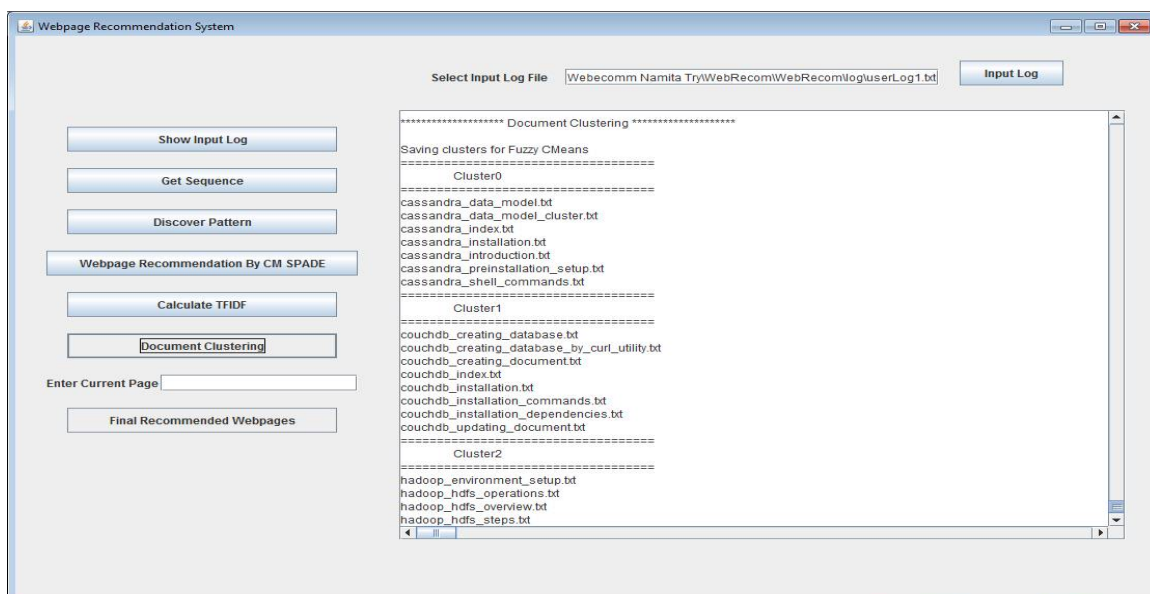 Webpage Recommendation System
Select Input Log File Webecomm Namita Try\WebRecom\WebRecom\log\userLog1.txt Input Log
Show Input Log
Get Sequence
Discover Pattern
Webpage Recommendation By CM SPADE
Calculate TFIDF
Document Clustering
Enter Current Page
Final Recommended Webpages
******************** Document Clustering ********************
Saving clusters for Fuzzy CMeans
===================================
Cluster0
===================================
cassandra_data_model.txt
cassandra_data_model_cluster.txt
cassandra_index.txt
cassandra_installation.txt
cassandra_introduction.txt
cassandra_preinstallation_setup.txt
cassandra_shell_commands.txt
===================================
Cluster1
===================================
couchdb_creating_database.txt
couchdb_creating_database_by_curl_utility.txt
couchdb_creating_document.txt
couchdb_index.txt
couchdb_installation.txt
couchdb_installation_commands.txt
couchdb_installation_dependencies.txt
couchdb_updating_document.txt
===================================
Cluster2
===================================
hadoop_environment_setup.txt
hadoop_hdfs_operations.txt
hadoop_hdfs_overview.txt
hadoop_hdfs_steps.txt